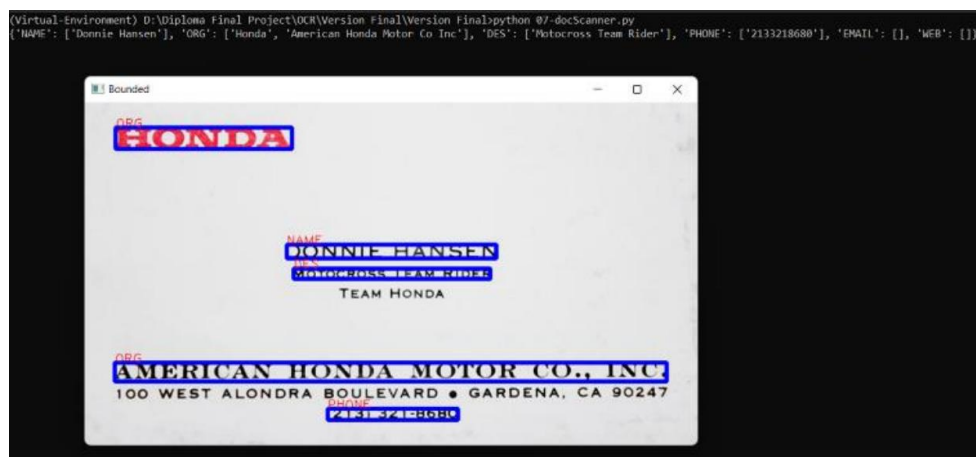 (Virtual-Environment) D:\Diploma Final Project\OCR\Version Final\Version Final>python 07-docScanner.py
{'NAME': ['Donnie Hansen'], 'ORG': ['Honda', 'American Honda Motor Co Inc'], 'DES': ['Motocross Team Rider'], 'PHONE': ['2133218680'], 'EMAIL': [], 'WEB': []}
Bounded
ORG
HONDA
NAME
DONNIE HANSEN
DES
MOTOCROSS TEAM RIDER
TEAM HONDA
ORG
AMERICAN HONDA MOTOR CO., INC.
100 WEST ALONDRA BOULEVARD • GARDENA, CA 90247
PHONE
(213) 321-8680